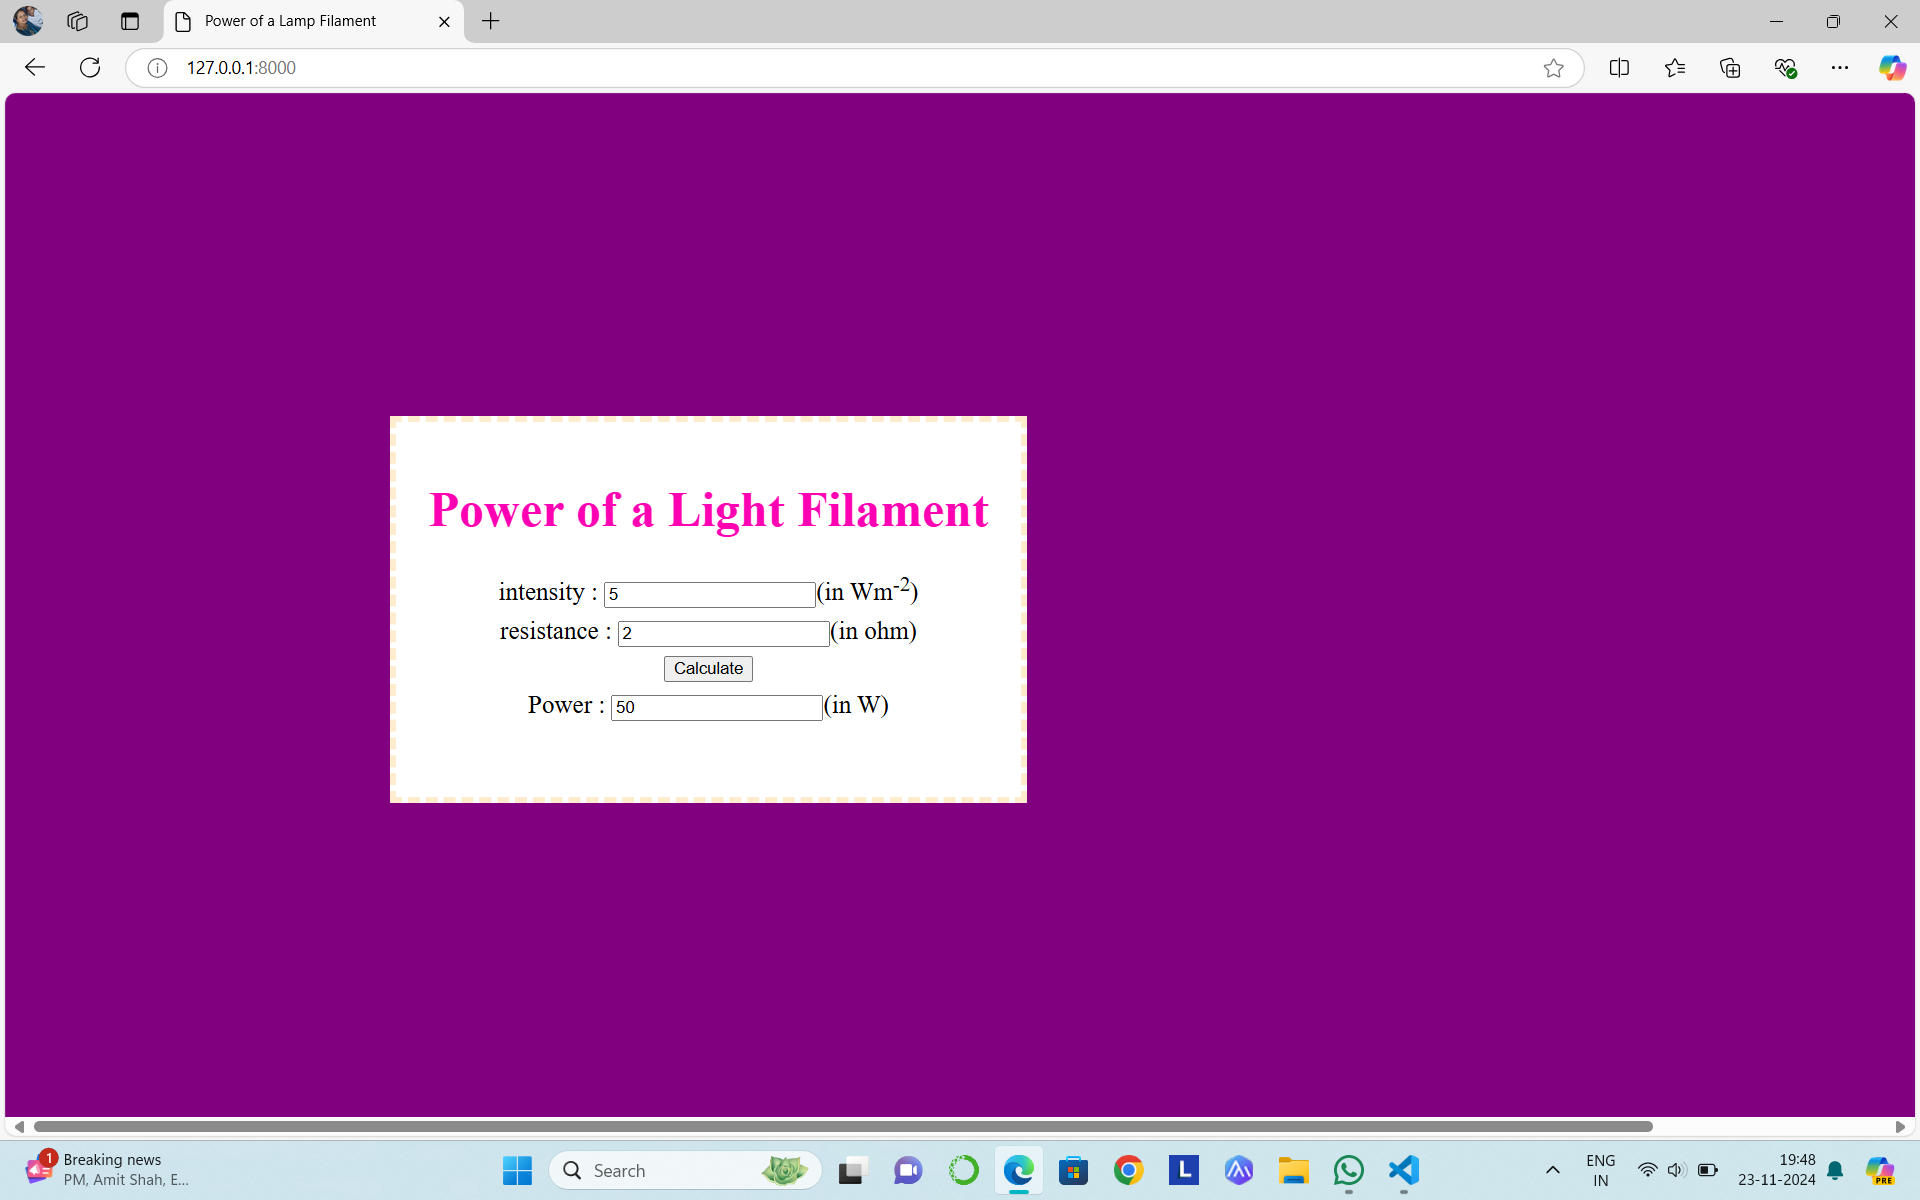 Power of a Lamp Filament
127.0.0.1:8000
Power of a Light Filament
intensity : 5 (in Wm-2)
resistance : 2 (in ohm)
Calculate
Power : 50 (in W)
1
Breaking news
PM, Amit Shah, E...
Search
L
ENG
IN
19:48
23-11-2024
PRE